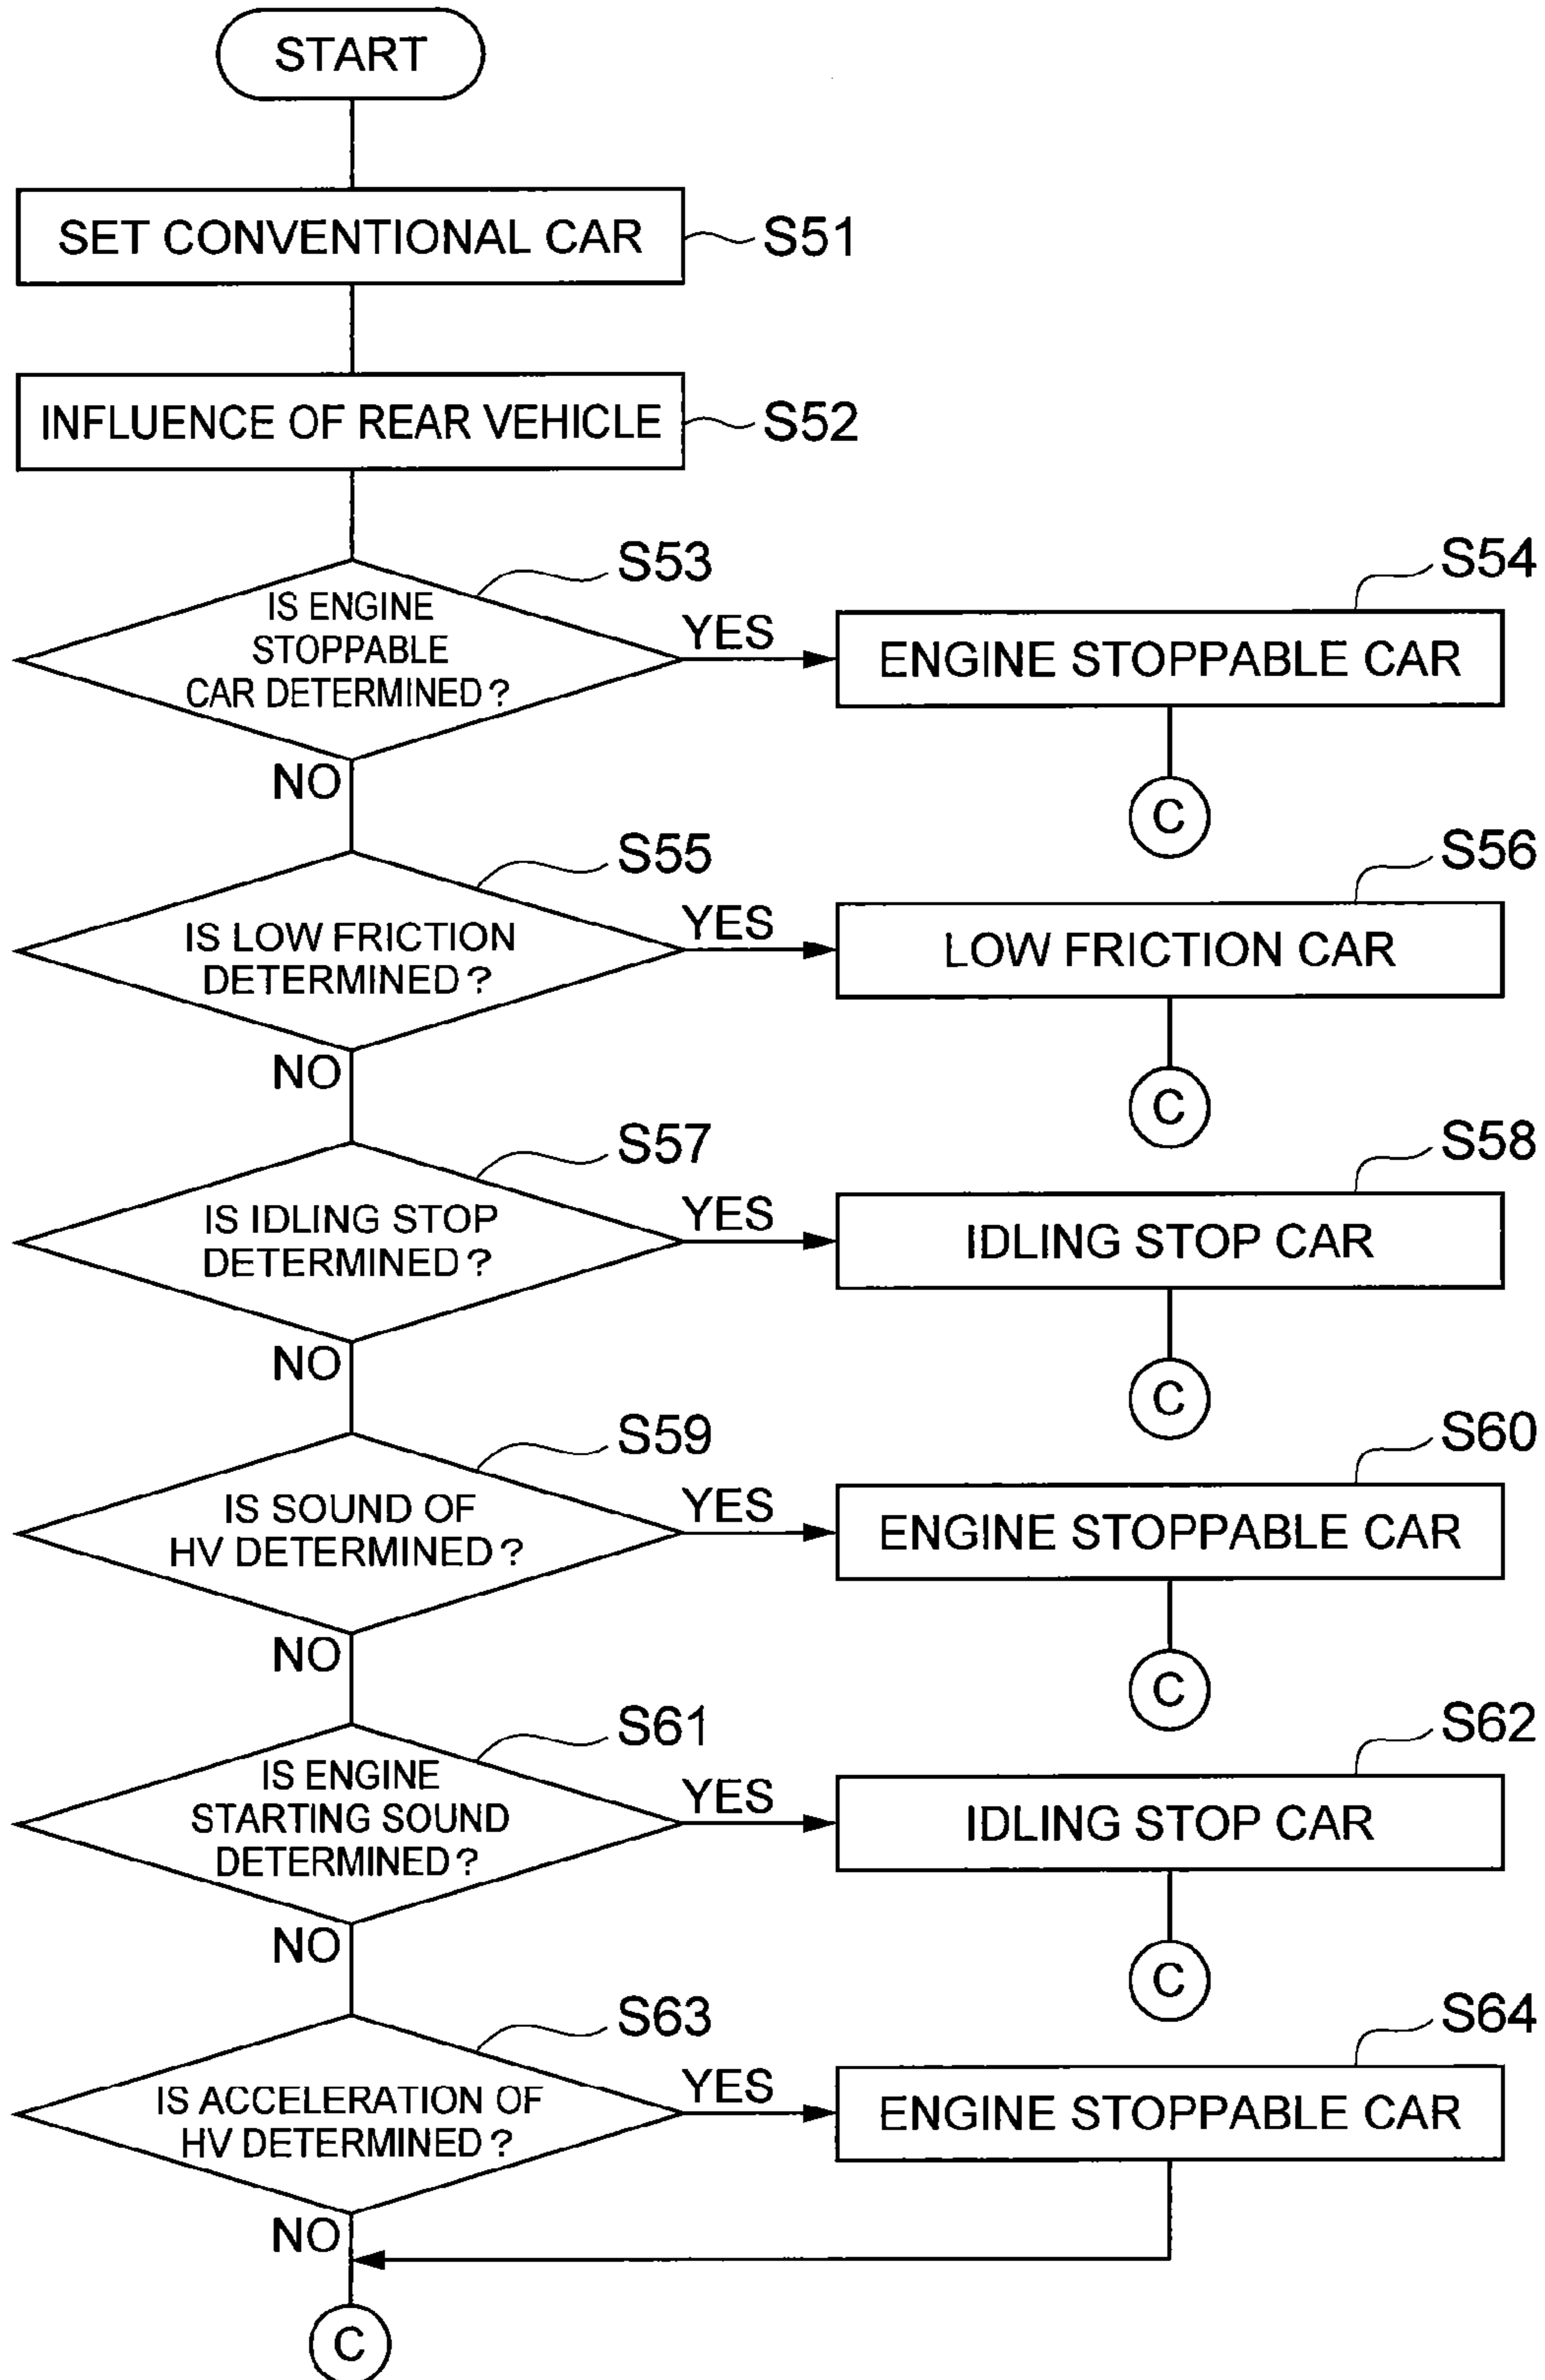 START
SET CONVENTIONAL CAR
S51
INFLUENCE OF REAR VEHICLE
S52
S53
IS ENGINE
STOPPABLE
CAR DETERMINED?
YES
S54
ENGINE STOPPABLE CAR
C
NO
S55
IS LOW FRICTION
DETERMINED?
YES
S56
LOW FRICTION CAR
C
NO
S57
IS IDLING STOP
DETERMINED?
YES
S58
IDLING STOP CAR
C
NO
S59
IS SOUND OF
HV DETERMINED?
YES
S60
ENGINE STOPPABLE CAR
C
NO
S61
IS ENGINE
STARTING SOUND
DETERMINED?
YES
S62
IDLING STOP CAR
C
NO
S63
IS ACCELERATION OF
HV DETERMINED?
YES
S64
ENGINE STOPPABLE CAR
NO
C